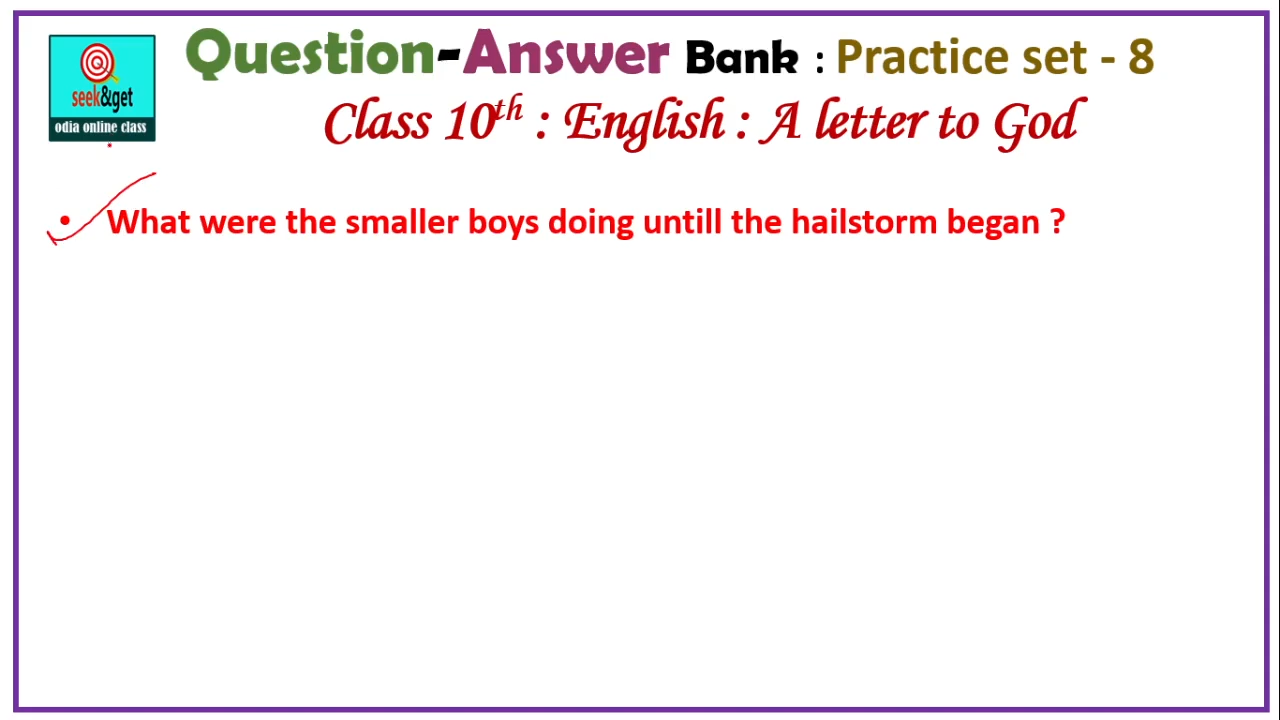 Question-Answer Bank : Practice set - 8
seek&get
odia online class
Class 10th : English : A letter to God
• What were the smaller boys doing untill the hailstorm began ?